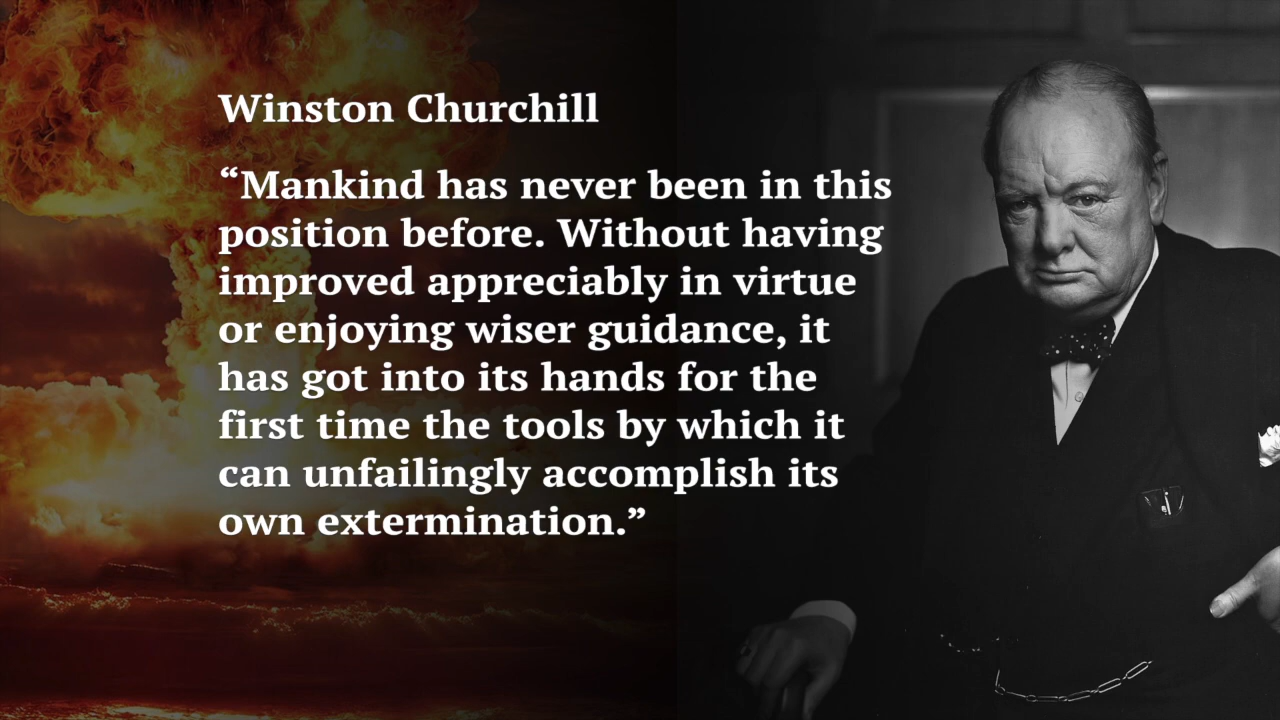 Winston Churchill
“Mankind has never been in this
position before. Without having
improved appreciably in virtue
or enjoying wiser guidance, it
has got into its hands for the
first time the tools by which it
can unfailingly accomplish its
own extermination.”